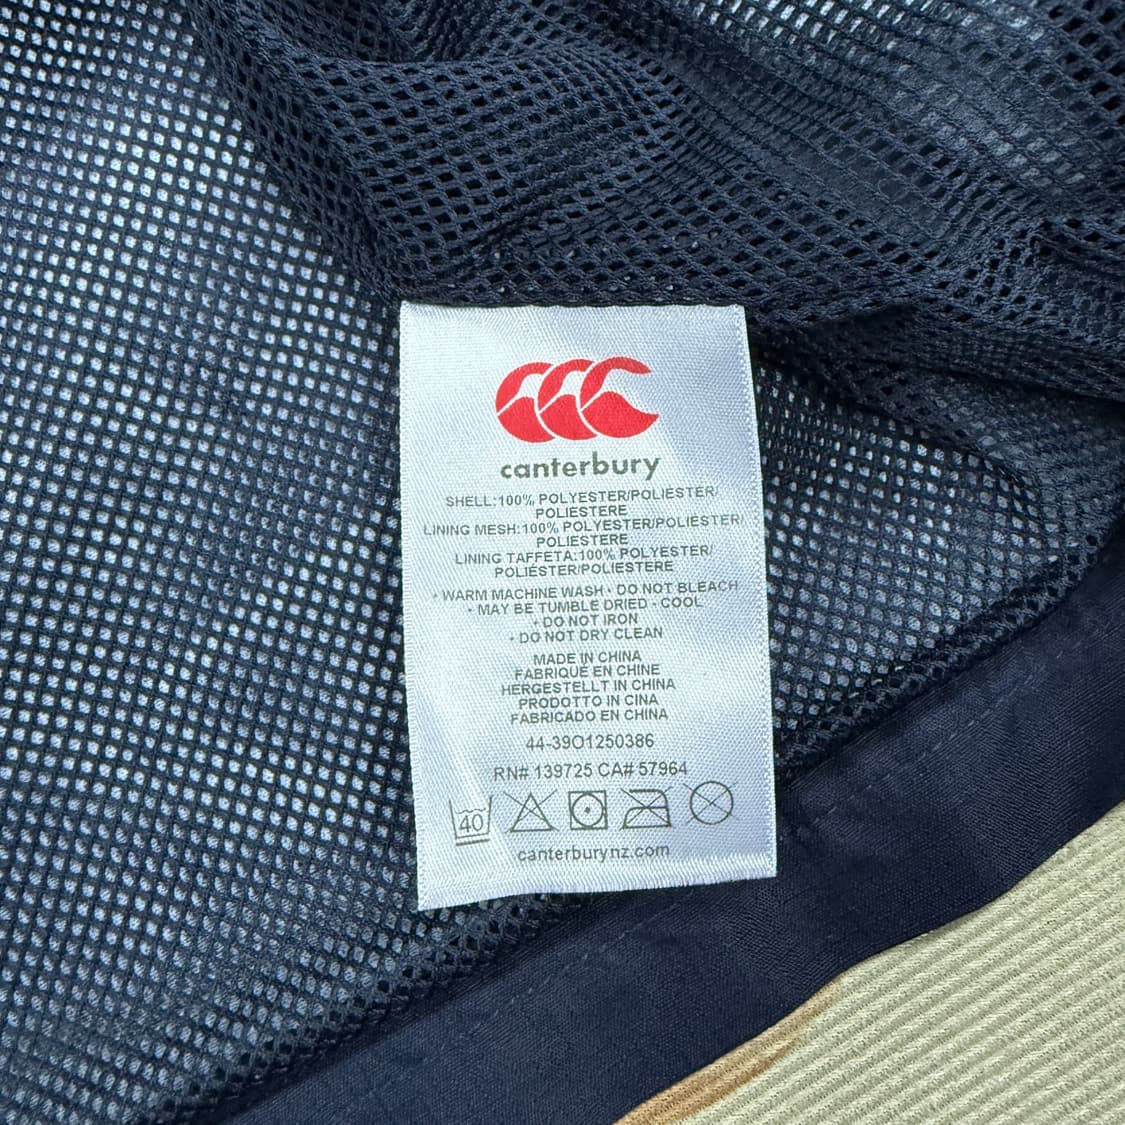 canterbury
SHELL:100% POLYESTER/POLIÉSTER/
POLIESTERE
LINING MESH:100% POLYESTER/POLIÉSTER/
POLIESTERE
LINING TAFFETA:100% POLYESTER/
POLIÉSTER/POLIESTERE
• WARM MACHINE WASH • DO NOT BLEACH
• MAY BE TUMBLE DRIED - COOL
• DO NOT IRON
• DO NOT DRY CLEAN
MADE IN CHINA
FABRIQUÉ EN CHINE
HERGESTELLT IN CHINA
PRODOTTO IN CINA
FABRICADO EN CHINA
44-39O1250386
RN# 139725 CA# 57964
40
canterburynz.com